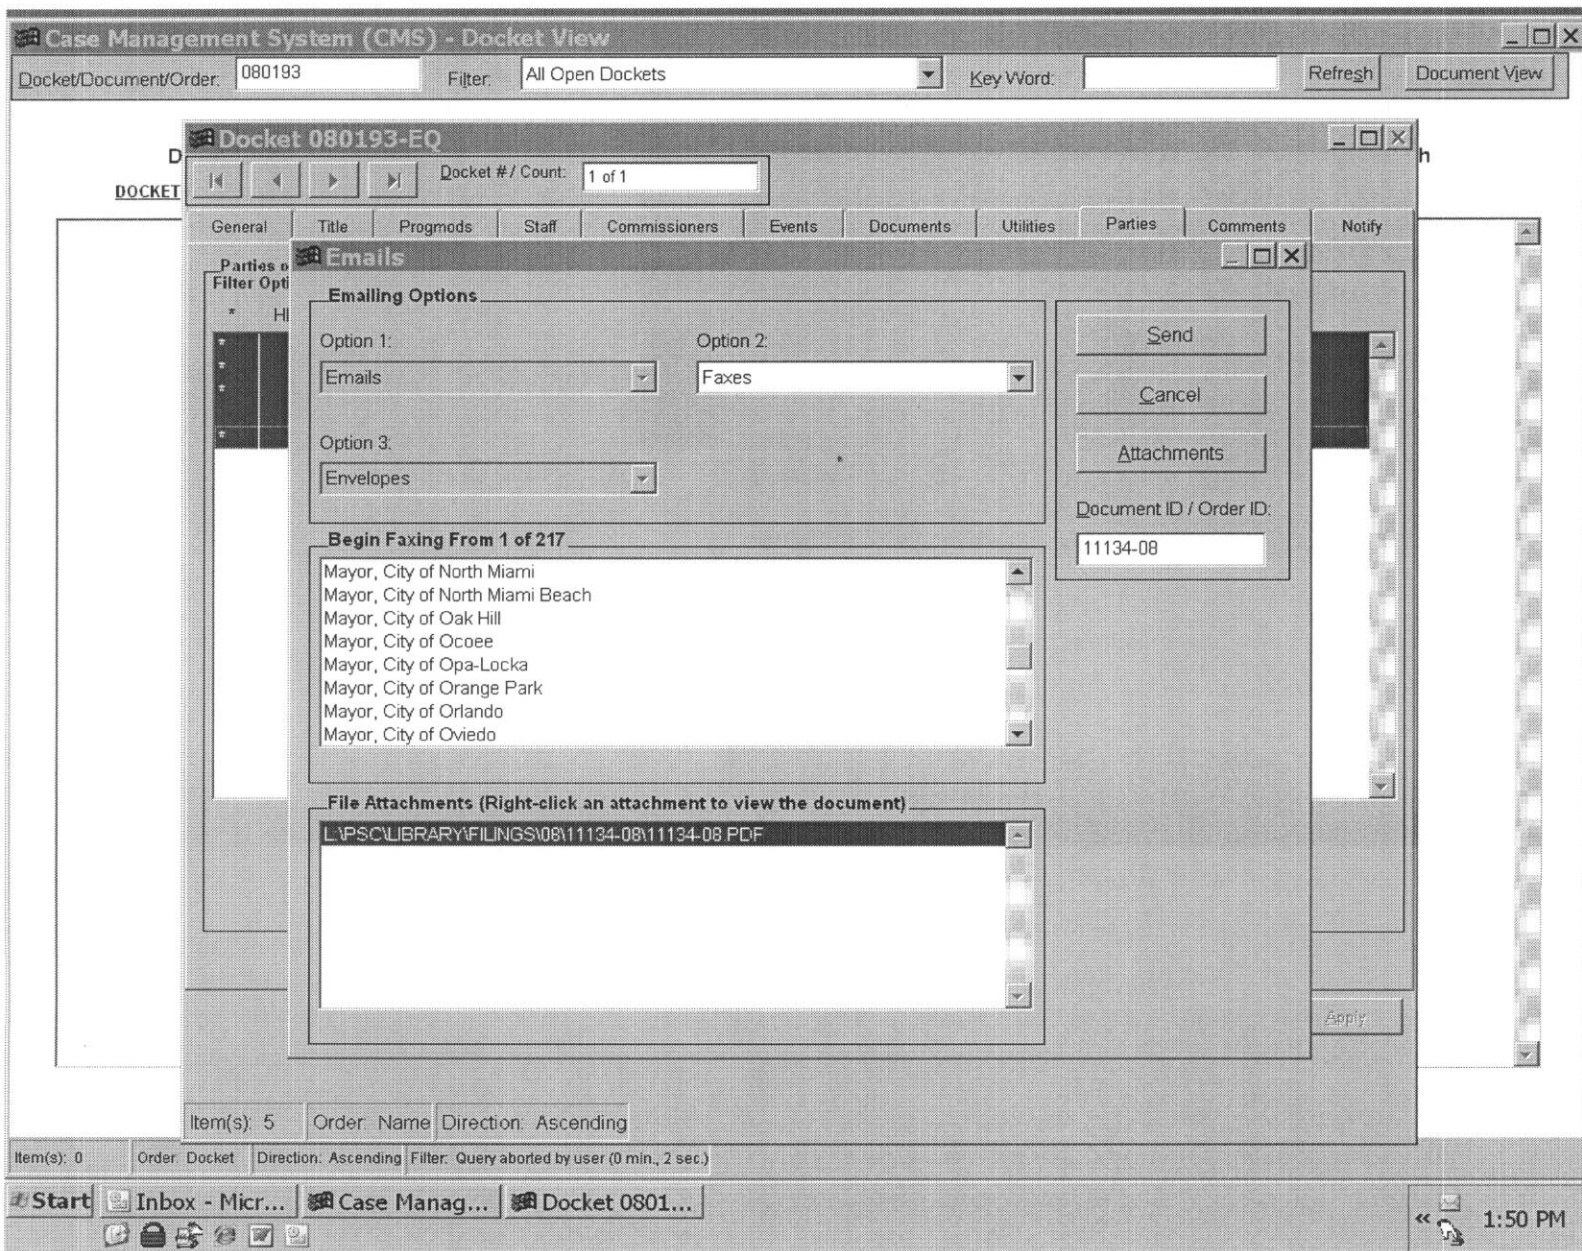 Case Management System (CMS) - Docket View
Docket/Document/Order: 080193 Filter: All Open Dockets Key Word: Refresh Document View
Docket 080193-EQ
D h
DOCKET
Docket # / Count: 1 of 1
General Title Progmods Staff Commissioners Events Documents Utilities Parties Comments Notify
Parties o
Filter Opti
* HI
*
*
*
*
Emails
Emailing Options
Option 1: Option 2:
Emails Faxes
Option 3:
Envelopes
Send
Cancel
Attachments
Document ID / Order ID:
11134-08
Begin Faxing From 1 of 217
Mayor, City of North Miami
Mayor, City of North Miami Beach
Mayor, City of Oak Hill
Mayor, City of Ocoee
Mayor, City of Opa-Locka
Mayor, City of Orange Park
Mayor, City of Orlando
Mayor, City of Oviedo
File Attachments (Right-click an attachment to view the document)
L:\PSC\LIBRARY\FILINGS\08\11134-08\11134-08.PDF
Apply
Item(s): 5 Order: Name Direction: Ascending
Item(s): 0 Order: Docket Direction: Ascending Filter: Query aborted by user (0 min., 2 sec.)
Start Inbox - Micr... Case Manag... Docket 0801...
« 1:50 PM